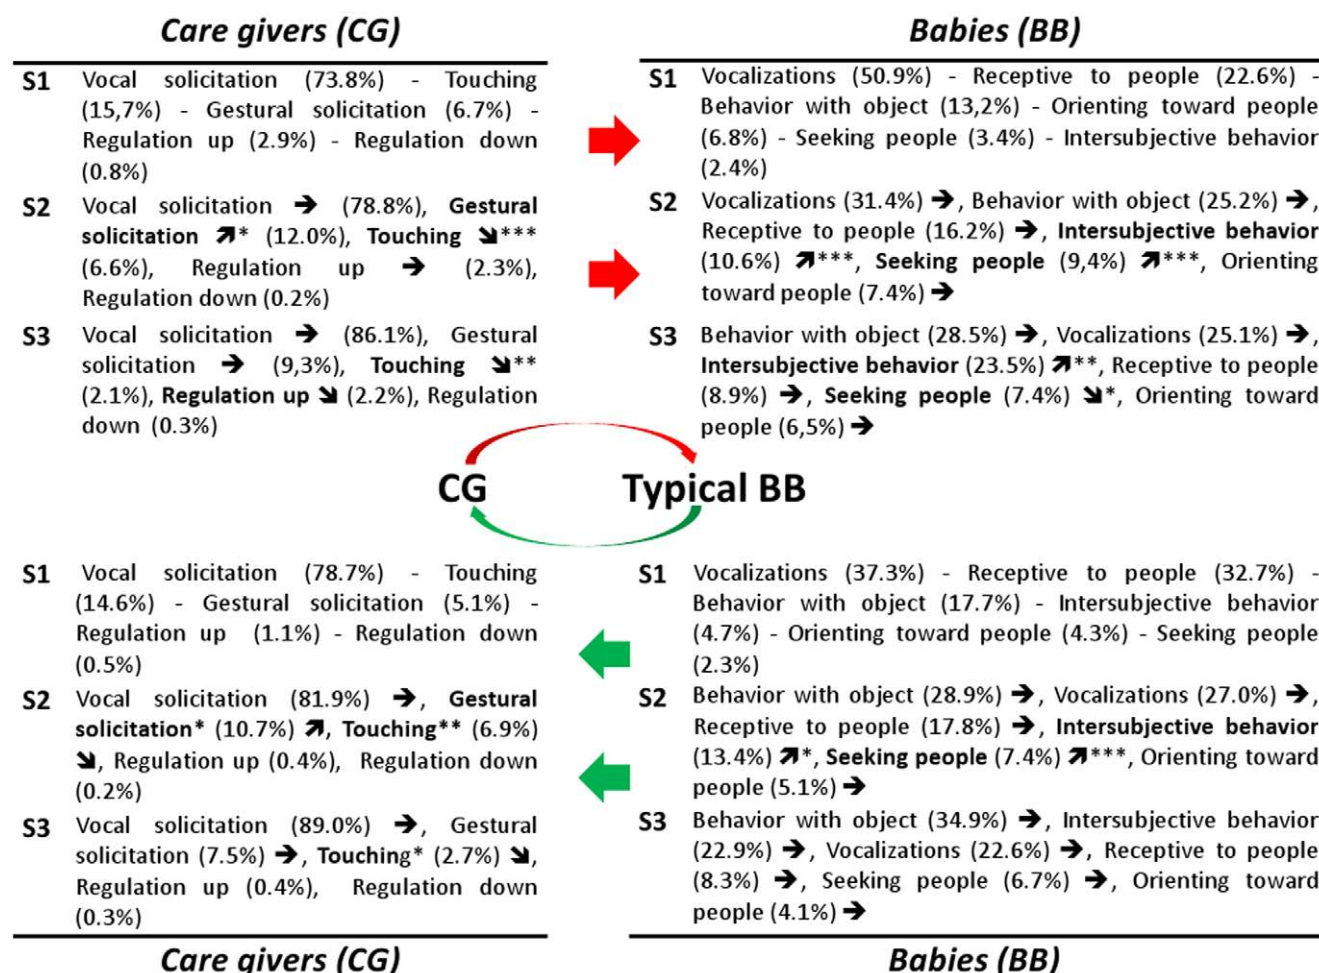 Care givers (CG)
S1 Vocal solicitation (73.8%) - Touching
(15,7%) - Gestural solicitation (6.7%) -
Regulation up (2.9%) - Regulation down
(0.8%)
S2 Vocal solicitation ➔ (78.8%), Gestural
solicitation ⬈* (12.0%), Touching ⬊***
(6.6%), Regulation up ➔ (2.3%),
Regulation down (0.2%)
S3 Vocal solicitation ➔ (86.1%), Gestural
solicitation ➔ (9,3%), Touching ⬊**
(2.1%), Regulation up ⬊ (2.2%), Regulation
down (0.3%)
Babies (BB)
S1 Vocalizations (50.9%) - Receptive to people (22.6%) -
Behavior with object (13,2%) - Orienting toward people
(6.8%) - Seeking people (3.4%) - Intersubjective behavior
(2.4%)
S2 Vocalizations (31.4%) ➔, Behavior with object (25.2%) ➔,
Receptive to people (16.2%) ➔, Intersubjective behavior
(10.6%) ⬈***, Seeking people (9,4%) ⬈***, Orienting
toward people (7.4%) ➔
S3 Behavior with object (28.5%) ➔, Vocalizations (25.1%) ➔,
Intersubjective behavior (23.5%) ⬈**, Receptive to people
(8.9%) ➔, Seeking people (7.4%) ⬊*, Orienting toward
people (6,5%) ➔
CG Typical BB
S1 Vocal solicitation (78.7%) - Touching
(14.6%) - Gestural solicitation (5.1%) -
Regulation up (1.1%) - Regulation down
(0.5%)
S2 Vocal solicitation (81.9%) ➔, Gestural
solicitation* (10.7%) ⬈, Touching** (6.9%)
⬊, Regulation up (0.4%), Regulation down
(0.2%)
S3 Vocal solicitation (89.0%) ➔, Gestural
solicitation (7.5%) ➔, Touching* (2.7%) ⬊,
Regulation up (0.4%), Regulation down
(0.3%)
Care givers (CG)
S1 Vocalizations (37.3%) - Receptive to people (32.7%) -
Behavior with object (17.7%) - Intersubjective behavior
(4.7%) - Orienting toward people (4.3%) - Seeking people
(2.3%)
S2 Behavior with object (28.9%) ➔, Vocalizations (27.0%) ➔,
Receptive to people (17.8%) ➔, Intersubjective behavior
(13.4%) ⬈*, Seeking people (7.4%) ⬈***, Orienting toward
people (5.1%) ➔
S3 Behavior with object (34.9%) ➔, Intersubjective behavior
(22.9%) ➔, Vocalizations (22.6%) ➔, Receptive to people
(8.3%) ➔, Seeking people (6.7%) ➔, Orienting toward
people (4.1%) ➔
Babies (BB)